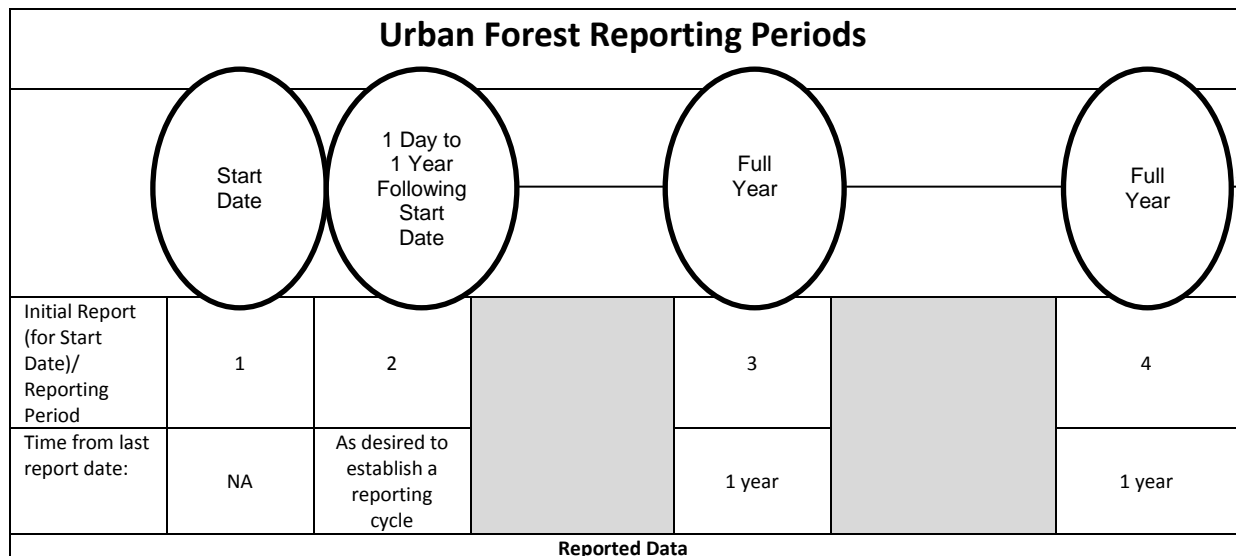 Urban Forest Reporting Periods
Start
Date
1 Day to
1 Year
Following
Start
Date
Full
Year
Full
Year
Initial Report
(for Start
Date)/
Reporting
Period
1
2
3
4
Time from last
report date:
NA
As desired to
establish a
reporting
cycle
1 year
1 year
Reported Data